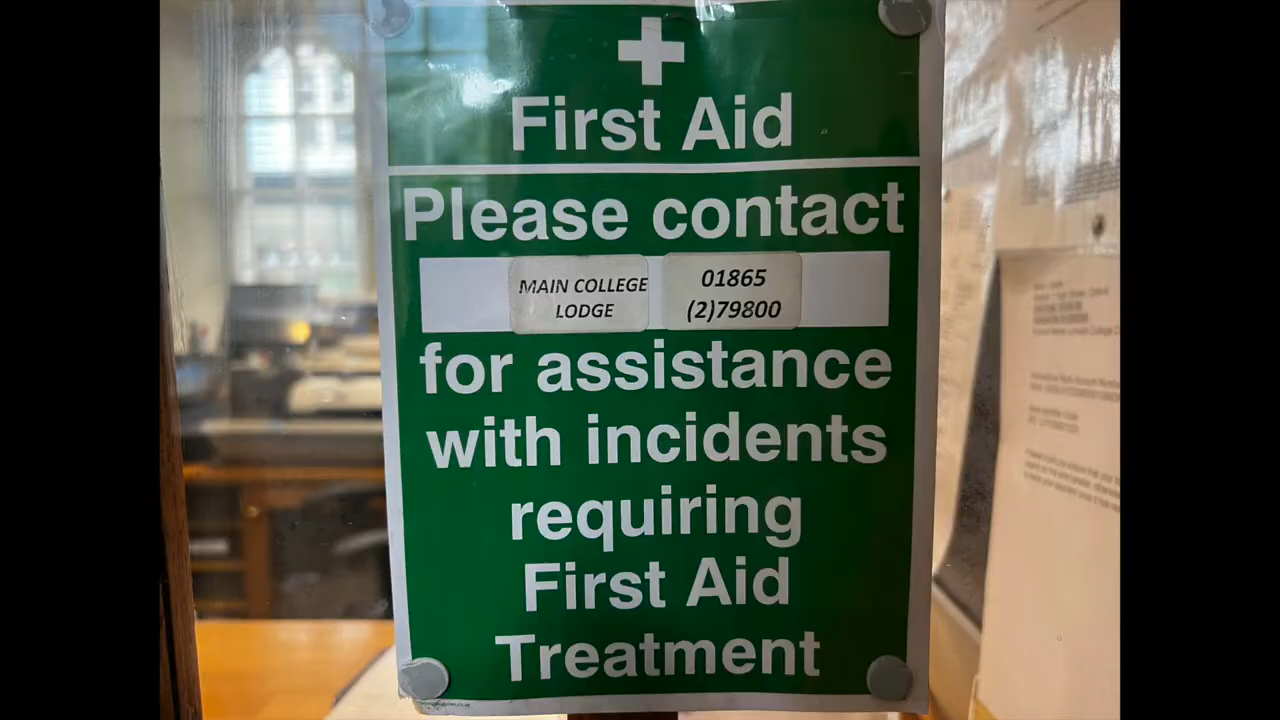 First Aid
Please contact
MAIN COLLEGE
LODGE
01865
(2)79800
for assistance
with incidents
requiring
First Aid
Treatment